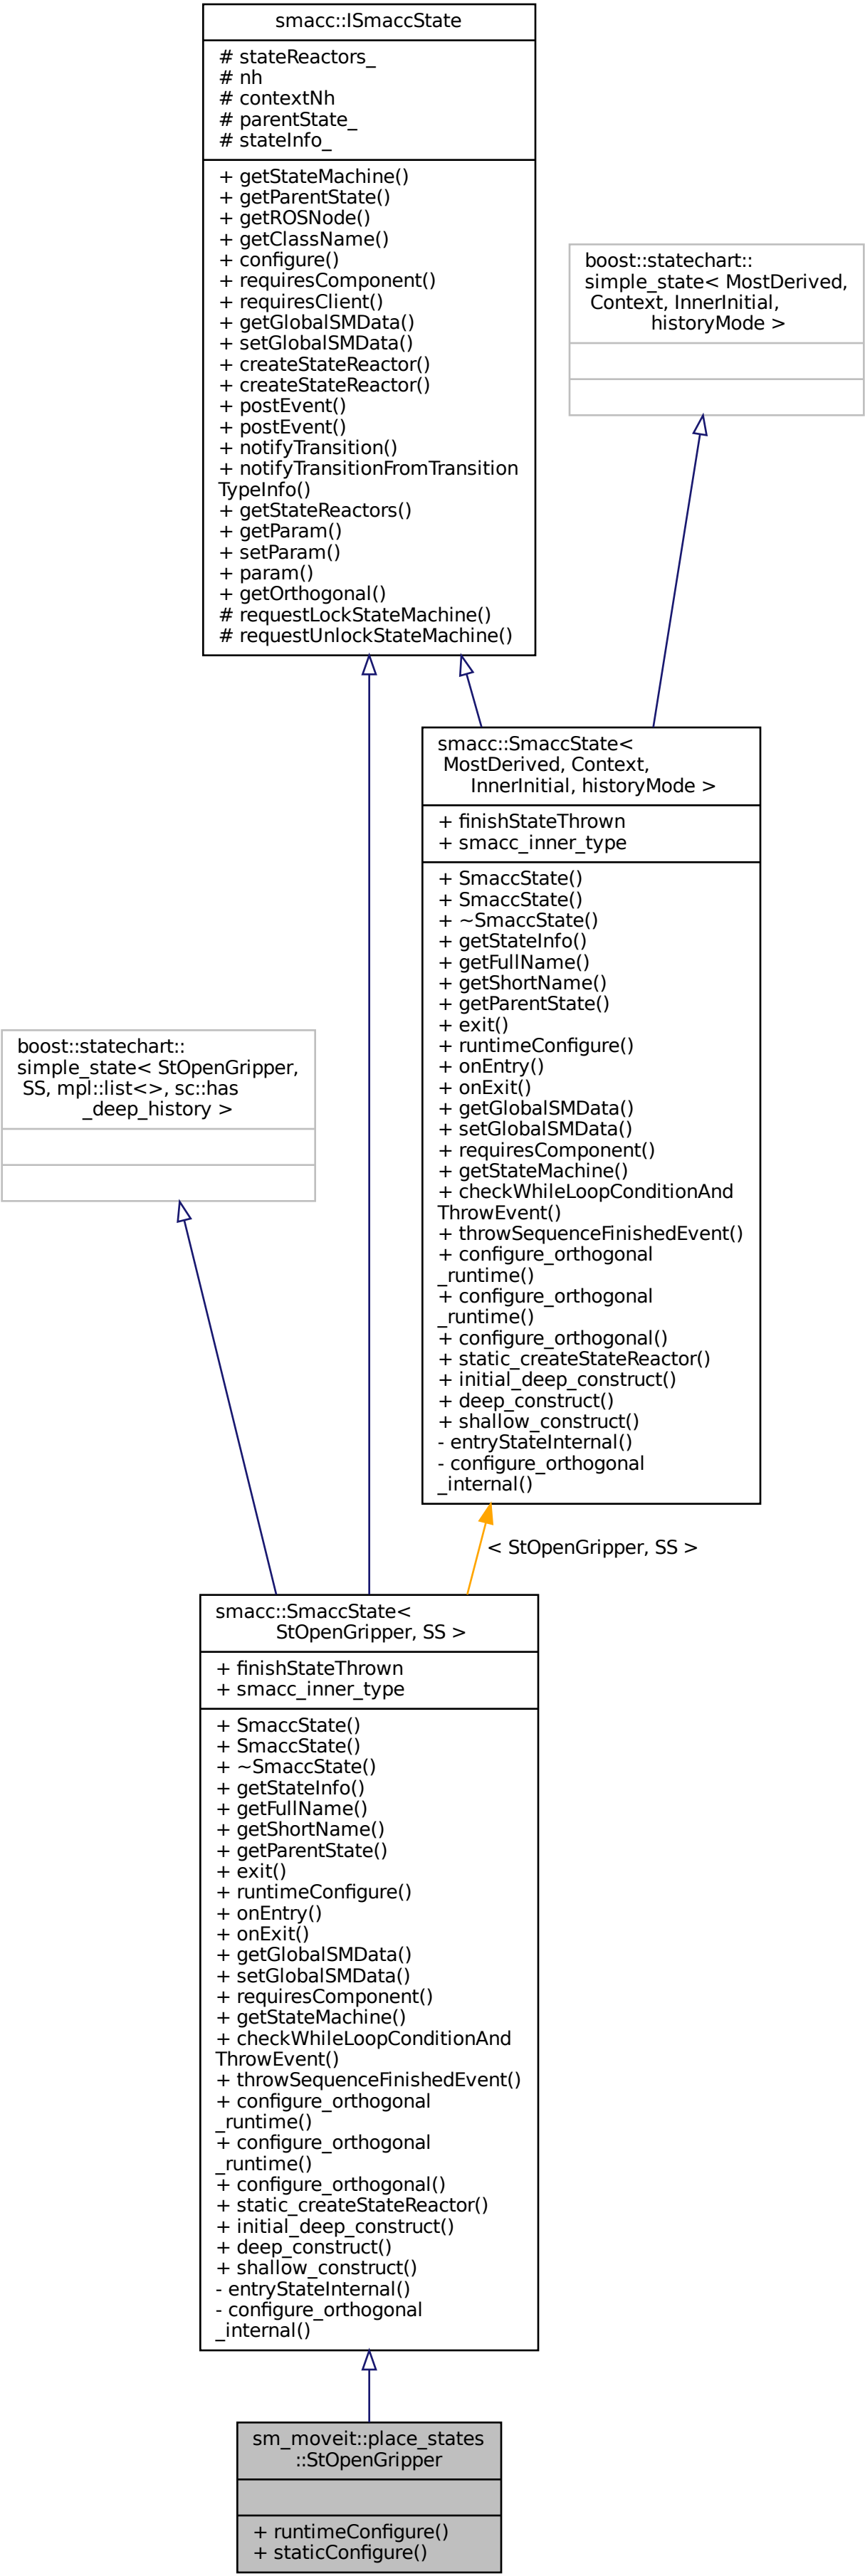 smacc::ISmaccState
# stateReactors_
# nh
# contextNh
# parentState_
# stateInfo_
+ getStateMachine()
+ getParentState()
+ getROSNode()
+ getClassName()
+ configure()
+ requiresComponent()
+ requiresClient()
+ getGlobalSMData()
+ setGlobalSMData()
+ createStateReactor()
+ createStateReactor()
+ postEvent()
+ postEvent()
+ notifyTransition()
+ notifyTransitionFromTransition
TypeInfo()
+ getStateReactors()
+ getParam()
+ setParam()
+ param()
+ getOrthogonal()
# requestLockStateMachine()
# requestUnlockStateMachine()
boost::statechart::
simple_state< MostDerived,
Context, InnerInitial,
historyMode >
smacc::SmaccState<
MostDerived, Context,
InnerInitial, historyMode >
+ finishStateThrown
+ smacc_inner_type
+ SmaccState()
+ SmaccState()
+ ~SmaccState()
+ getStateInfo()
+ getFullName()
+ getShortName()
+ getParentState()
+ exit()
+ runtimeConfigure()
+ onEntry()
+ onExit()
+ getGlobalSMData()
+ setGlobalSMData()
+ requiresComponent()
+ getStateMachine()
+ checkWhileLoopConditionAnd
ThrowEvent()
+ throwSequenceFinishedEvent()
+ configure_orthogonal
_runtime()
+ configure_orthogonal
_runtime()
+ configure_orthogonal()
+ static_createStateReactor()
+ initial_deep_construct()
+ deep_construct()
+ shallow_construct()
- entryStateInternal()
- configure_orthogonal
_internal()
boost::statechart::
simple_state< StOpenGripper,
SS, mpl::list<>, sc::has
_deep_history >
< StOpenGripper, SS >
smacc::SmaccState<
StOpenGripper, SS >
+ finishStateThrown
+ smacc_inner_type
+ SmaccState()
+ SmaccState()
+ ~SmaccState()
+ getStateInfo()
+ getFullName()
+ getShortName()
+ getParentState()
+ exit()
+ runtimeConfigure()
+ onEntry()
+ onExit()
+ getGlobalSMData()
+ setGlobalSMData()
+ requiresComponent()
+ getStateMachine()
+ checkWhileLoopConditionAnd
ThrowEvent()
+ throwSequenceFinishedEvent()
+ configure_orthogonal
_runtime()
+ configure_orthogonal
_runtime()
+ configure_orthogonal()
+ static_createStateReactor()
+ initial_deep_construct()
+ deep_construct()
+ shallow_construct()
- entryStateInternal()
- configure_orthogonal
_internal()
sm_moveit::place_states
::StOpenGripper
+ runtimeConfigure()
+ staticConfigure()